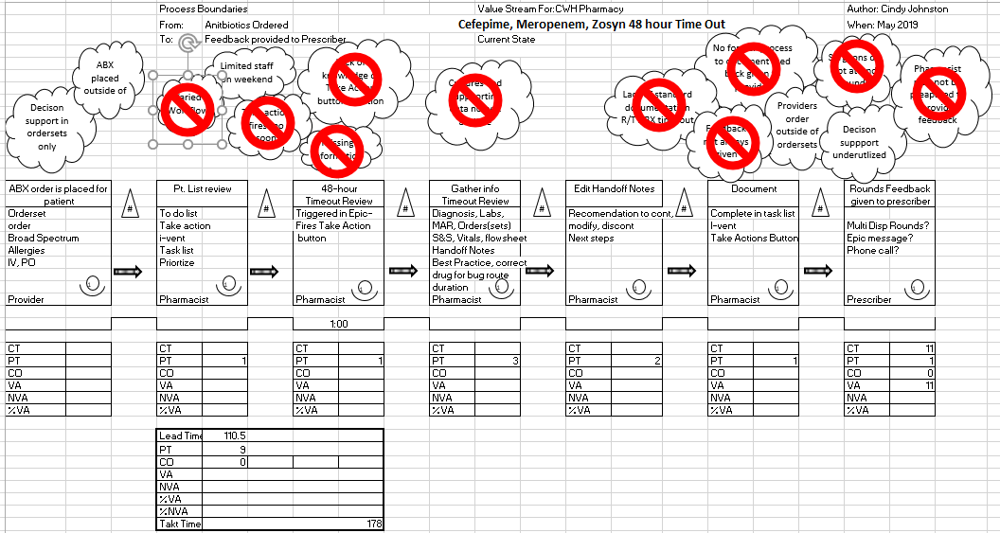 Process Boundaries
Value Stream For:CWH Pharmacy
Author: Cindy Johnston
From:
Anitbiotics Ordered
Cefepime, Meropenem, Zosyn 48 hour Time Out
When: May 2019
To:
Feedback provided to Prescriber
Current State
Decison
support in
ordersets
only
ABX
placed
outside of
Limited staff
on weekend
Providers
order
outside of
ordersets
Decison
suppport
underutlized
feedback
ABX order is placed for
patient
Orderset
order
Broad Spectrum
Allergies
IV, PO
Provider
#
Pt. List review
To do list
Take action
i-vent
Task list
Priortize
Pharmacist
#
48-hour
Timeout Review
Triggered in Epic-
Fires Take Action
button
Pharmacist
#
Gather info
Timeout Review
Diagnosis, Labs,
MAR, Orders(sets)
S&S, Vitals, flowsheet
Handoff Notes
Best Practice, correct
drug for bug route
duration
Pharmacist
#
Edit Handoff Notes
Recomendation to cont,
modify, discont
Next steps
Pharmacist
#
Document
Complete in task list
I-vent
Take Actions Button
Pharmacist
#
Rounds Feedback
given to prescriber
Multi Disp Rounds?
Epic message?
Phone call?
Prescriber
1:00
CT
PT
CO
VA
NVA
%VA
CT
PT 1
CO
VA
NVA
%VA
CT
PT 1
CO
VA
NVA
%VA
CT
PT 3
CO
VA
NVA
%VA
CT
PT 2
CO
VA
NVA
%VA
CT
PT 1
CO
VA
NVA
%VA
CT 11
PT 1
CO 0
VA 11
NVA
%VA
Lead Time 110.5
PT 9
CO 0
VA
NVA
%VA
%NVA
Takt Time 178